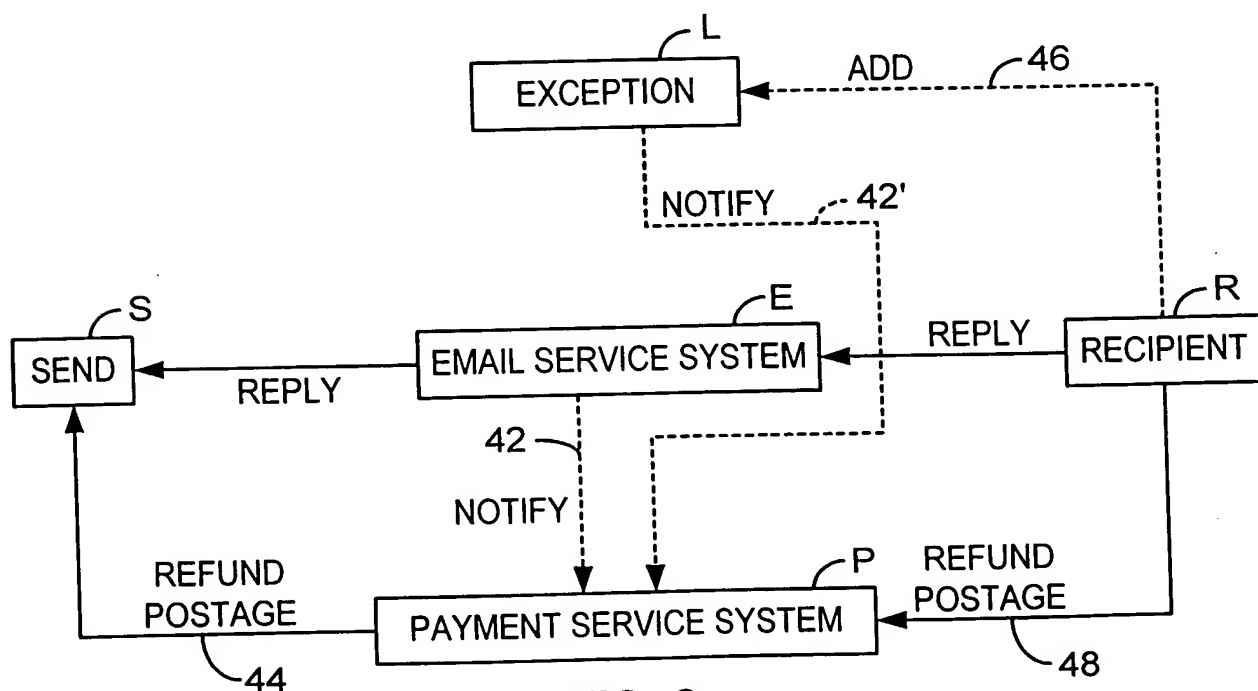 L
EXCEPTION
ADD
46
NOTIFY
42'
S
SEND
REPLY
E
EMAIL SERVICE SYSTEM
REPLY
R
RECIPIENT
42
NOTIFY
REFUND
POSTAGE
44
P
PAYMENT SERVICE SYSTEM
REFUND
POSTAGE
48